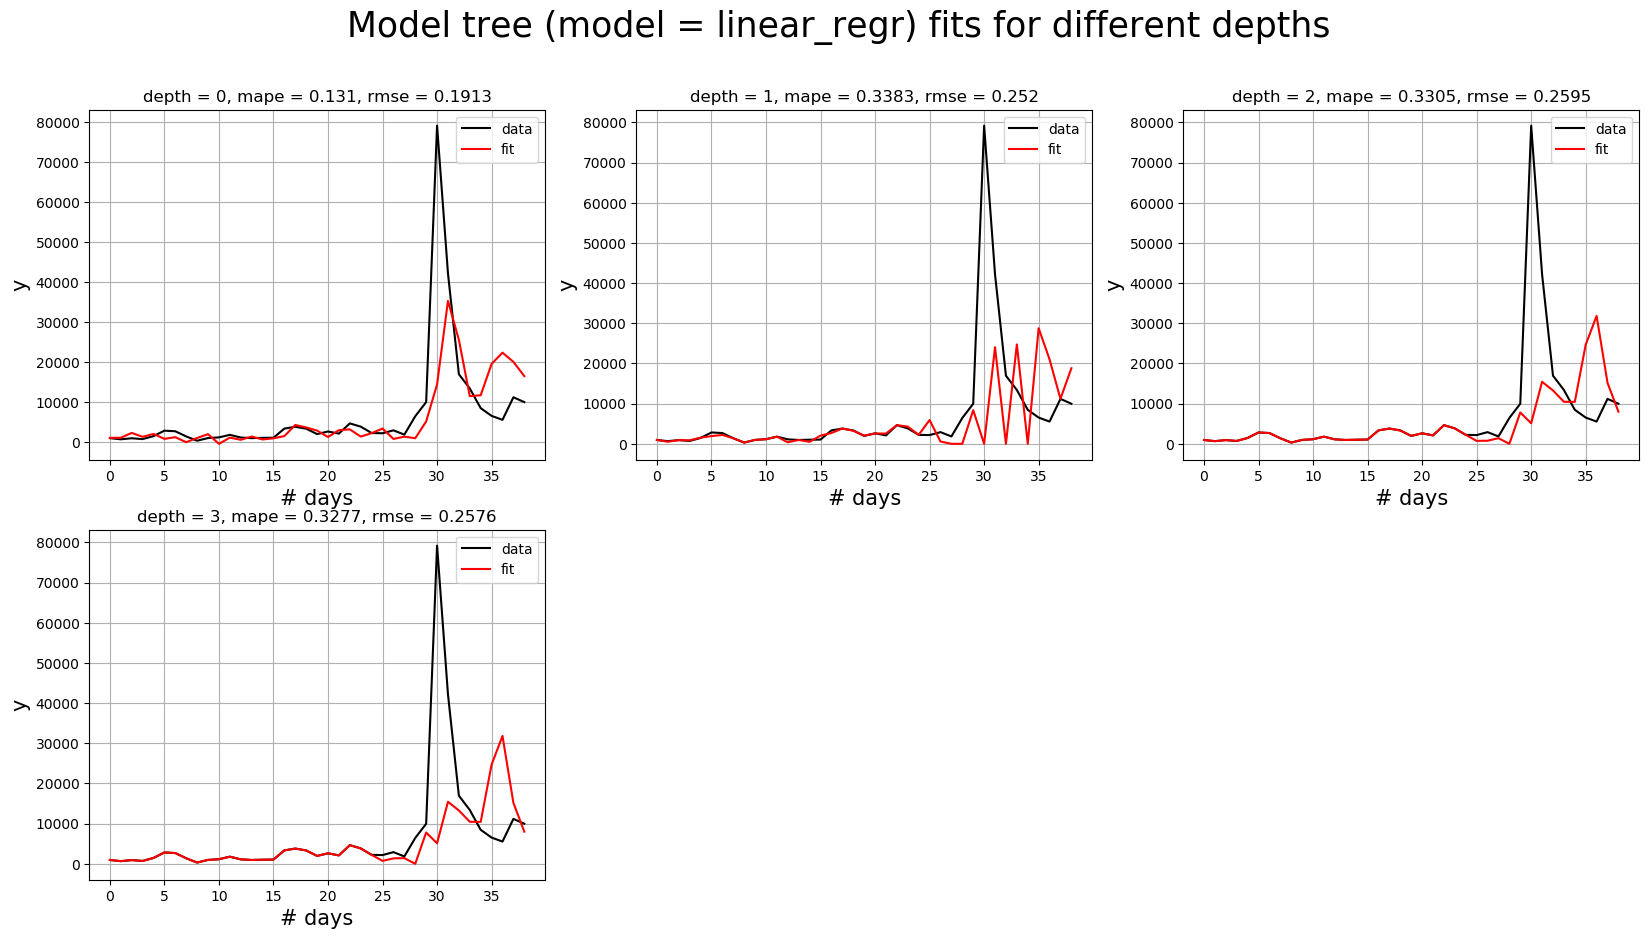 Model tree (model = linear_regr) fits for different depths
depth = 0, mape = 0.131, rmse = 0.1913
80000
70000
60000
50000
40000
30000
20000
10000
0
y
data
fit
0 5 10 15 20 25 30 35
# days
depth = 1, mape = 0.3383, rmse = 0.252
80000
70000
60000
50000
40000
30000
20000
10000
0
y
data
fit
0 5 10 15 20 25 30 35
# days
depth = 2, mape = 0.3305, rmse = 0.2595
80000
70000
60000
50000
40000
30000
20000
10000
0
y
data
fit
0 5 10 15 20 25 30 35
# days
depth = 3, mape = 0.3277, rmse = 0.2576
80000
70000
60000
50000
40000
30000
20000
10000
0
y
data
fit
0 5 10 15 20 25 30 35
# days